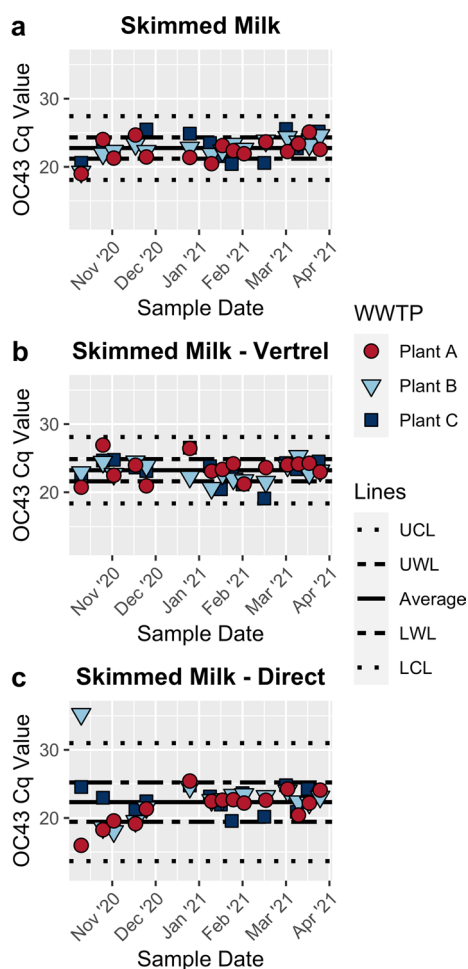 a
Skimmed Milk
OC43 Cq Value
30
20
Nov '20
Dec '20
Jan '21
Feb '21
Mar '21
Apr '21
Sample Date
b
Skimmed Milk - Vertrel
OC43 Cq Value
30
20
Nov '20
Dec '20
Jan '21
Feb '21
Mar '21
Apr '21
Sample Date
c
Skimmed Milk - Direct
OC43 Cq Value
30
20
Nov '20
Dec '20
Jan '21
Feb '21
Mar '21
Apr '21
Sample Date
WWTP
Plant A
Plant B
Plant C
Lines
UCL
UWL
Average
LWL
LCL